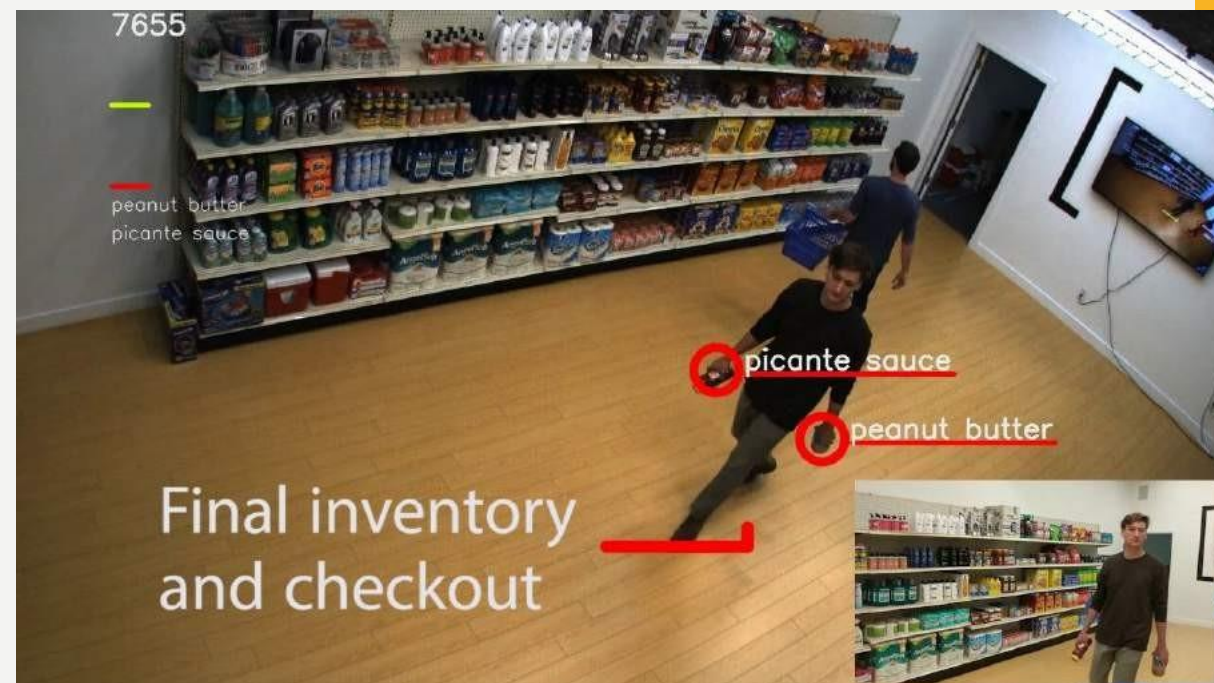 7655
peanut butter
picante sauce
picante sauce
peanut butter
Final inventory
and checkout